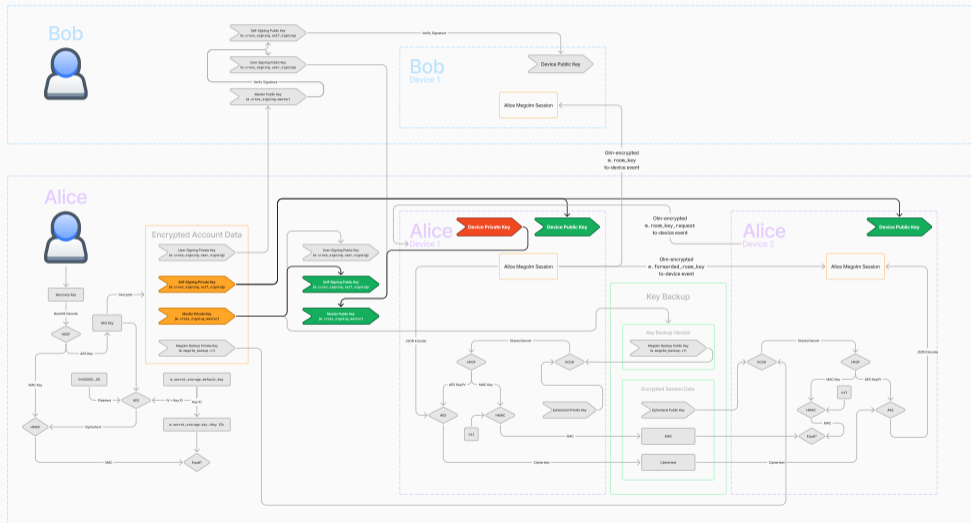 Bob
Self-Signing Public Key
(m.cross_signing.self_signing)
Verify Signature
User-Signing Public Key
(m.cross_signing.user_signing)
Verify Signature
Master Public Key
(m.cross_signing.master)
Bob
Device 1
Device Public Key
Alice Megolm Session
Olm-encrypted
m.room_key
to-device event
Alice
Encrypted Account Data
User-Signing Private Key
(m.cross_signing.user_signing)
Self-Signing Private Key
(m.cross_signing.self_signing)
Master Private Key
(m.cross_signing.master)
Megolm Backup Private Key
(m.megolm_backup.v1)
User-Signing Public Key
(m.cross_signing.user_signing)
Self-Signing Public Key
(m.cross_signing.self_signing)
Master Public Key
(m.cross_signing.master)
Recovery Key
Base58 Decode
HKDF
AES Key
AES Key
Decrypts
MAC Key
Plaintext
AES
IV + Key ID
Key ID
m.secret_storage.default_key
m.secret_storage.key.<key ID>
Ciphertext
HMAC
MAC
Equal?
Alice
Device 1
Device Private Key
Device Public Key
Alice Megolm Session
Olm-encrypted
m.room_key_request
to-device event
Olm-encrypted
m.forwarded_room_key
to-device event
Alice
Device 2
Device Public Key
Alice Megolm Session
JSON Encode
Shared Secret
HKDF
ECDH
AES Key/IV
MAC Key
AES
HMAC
Ephemeral Private Key
MAC
Ciphertext
Key Backup
Key Backup Version
Megolm Backup Public Key
(m.megolm_backup.v1)
Encrypted Session Data
Ephemeral Public Key
MAC
Ciphertext
ECDH
Shared Secret
HKDF
MAC Key
AES Key/IV
HMAC
AES
MAC
Equal?
Ciphertext
JSON Decode